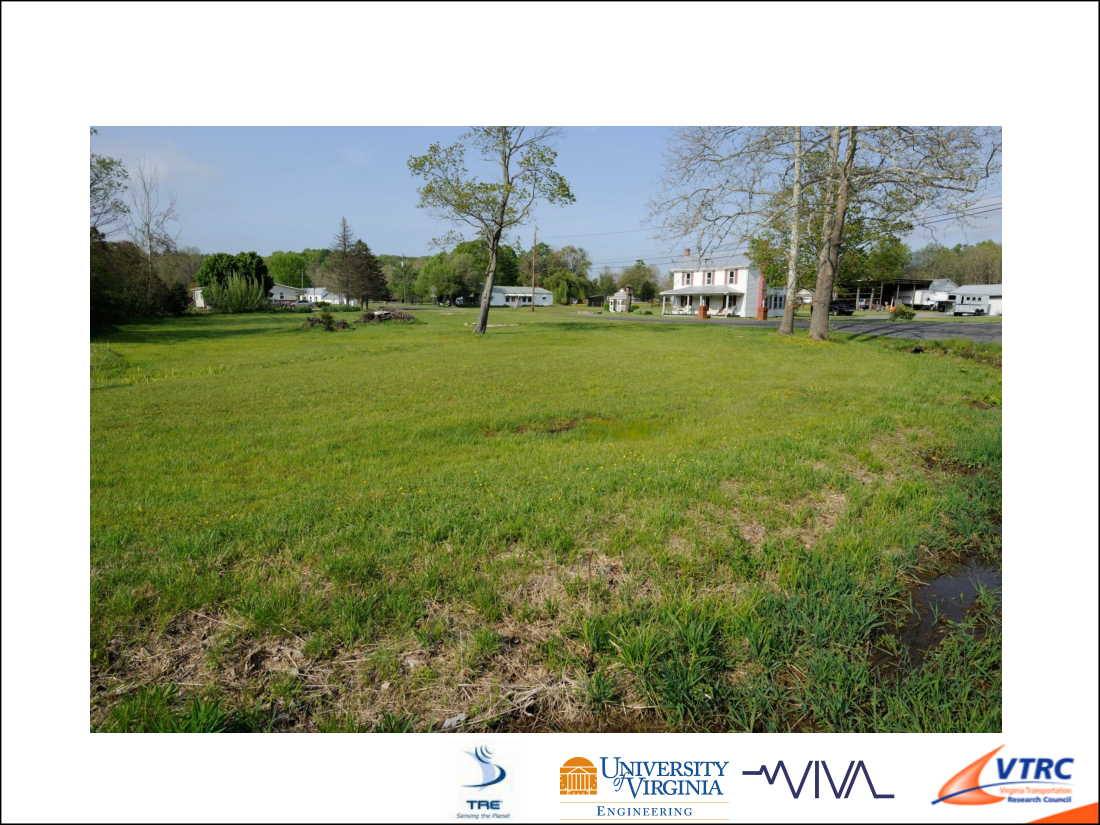 TRE
Sensing the Planet
UNIVERSITY
of VIRGINIA
ENGINEERING
VIVA
VTRC
Virginia Transportation
Research Council